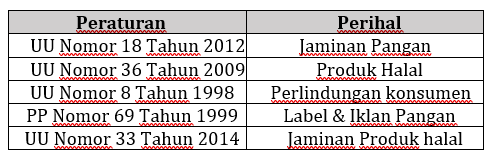 Peraturan Perihal
UU Nomor 18 Tahun 2012 Jaminan Pangan
UU Nomor 36 Tahun 2009 Produk Halal
UU Nomor 8 Tahun 1998 Perlindungan konsumen
PP Nomor 69 Tahun 1999 Label & Iklan Pangan
UU Nomor 33 Tahun 2014 Jaminan Produk halal